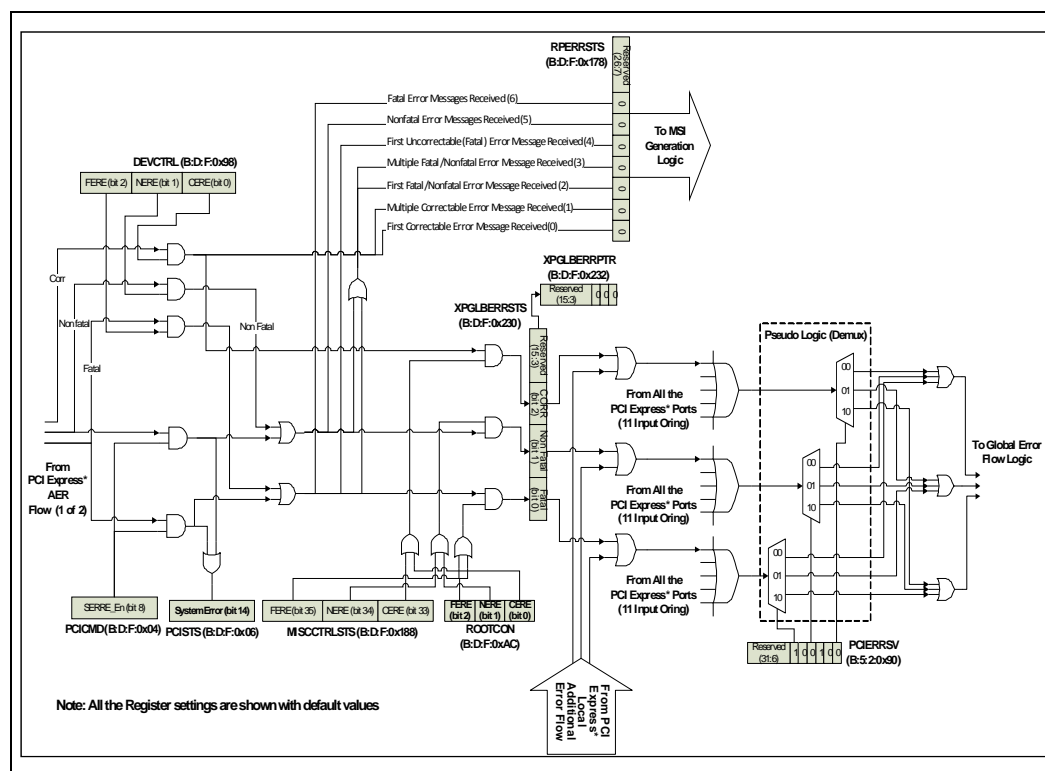 RPERRSTS
(B:D:F:0x178)
Reserved
(26:7)
0
0
0
0
0
0
0
Fatal Error Messages Received (6)
Nonfatal Error Messages Received (5)
First Uncorrectable (Fatal) Error Message Received (4)
Multiple Fatal/Nonfatal Error Message Received (3)
First Fatal/Nonfatal Error Message Received (2)
Multiple Correctable Error Message Received (1)
First Correctable Error Message Received (0)
To MSI
Generation
Logic
DEVCTRL (B:D:F:0x98)
FERE (bit 2)
NERE (bit 1)
CERE (bit 0)
Corr
Nonfatal
Fatal
Non Fatal
XPGLBERRPTR
(B:D:F:0x232)
Reserved
(15:3)
0
0
0
XPGLBERRSTS
(B:D:F:0x230)
Reserved
(15:3)
CORR
(bit 2)
Non Fatal
(bit 1)
Fatal
(bit 0)
From All the
PCI Express* Ports
(11 Input Oring)
From All the
PCI Express* Ports
(11 Input Oring)
From All the
PCI Express* Ports
(11 Input Oring)
Pseudo Logic (Demux)
00
01
10
00
01
10
00
01
10
To Global Error
Flow Logic
From
PCI Express*
AER
Flow (1 of 2)
SERRE_En (bit 8)
PCICMD (B:D:F:0x04)
System Error (bit 14)
PCISTS (B:D:F:0x06)
FERE (bit 35)
NERE (bit 34)
CERE (bit 33)
MISCCTRLSTS (B:D:F:0x188)
FERE
(bit 2)
NERE
(bit 1)
CERE
(bit 0)
ROOTCON
(B:D:F:0xAC)
Reserved
(31:6)
1
0
0
1
0
0
PCIERRSV
(B:5:2:0x90)
From PCI
Express*
Local
Additional
Error Flow
Note: All the Register settings are shown with default values